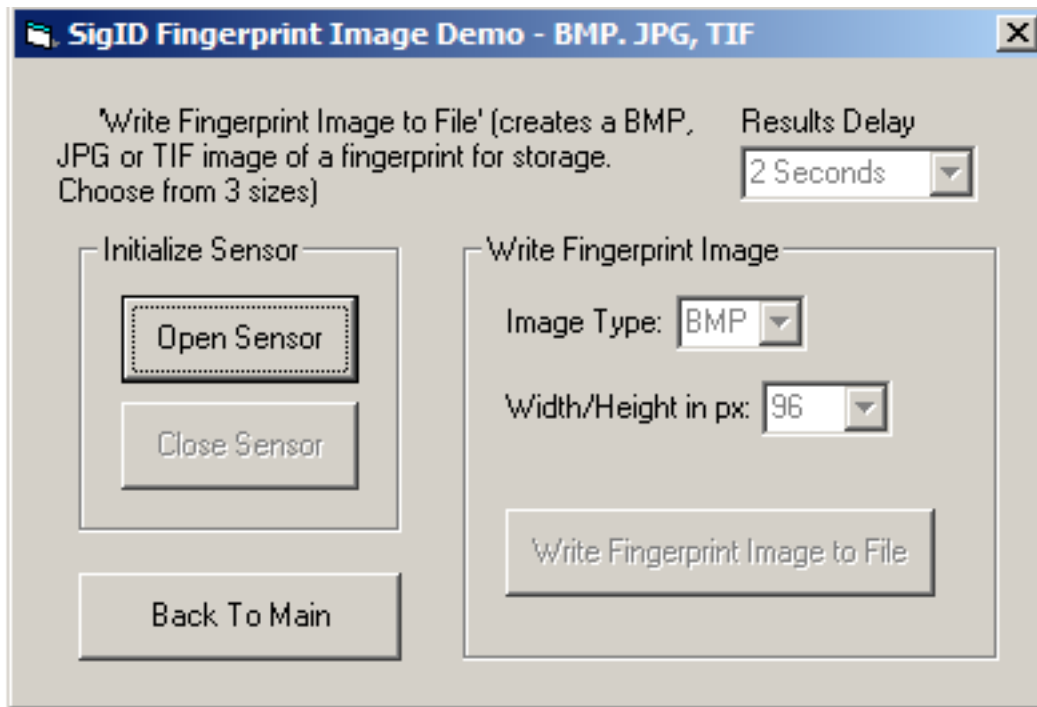 SigID Fingerprint Image Demo - BMP. JPG, TIF
'Write Fingerprint Image to File' (creates a BMP,
JPG or TIF image of a fingerprint for storage.
Choose from 3 sizes)
Results Delay
2 Seconds
Initialize Sensor
Open Sensor
Close Sensor
Back To Main
Write Fingerprint Image
Image Type: BMP
Width/Height in px: 96
Write Fingerprint Image to File